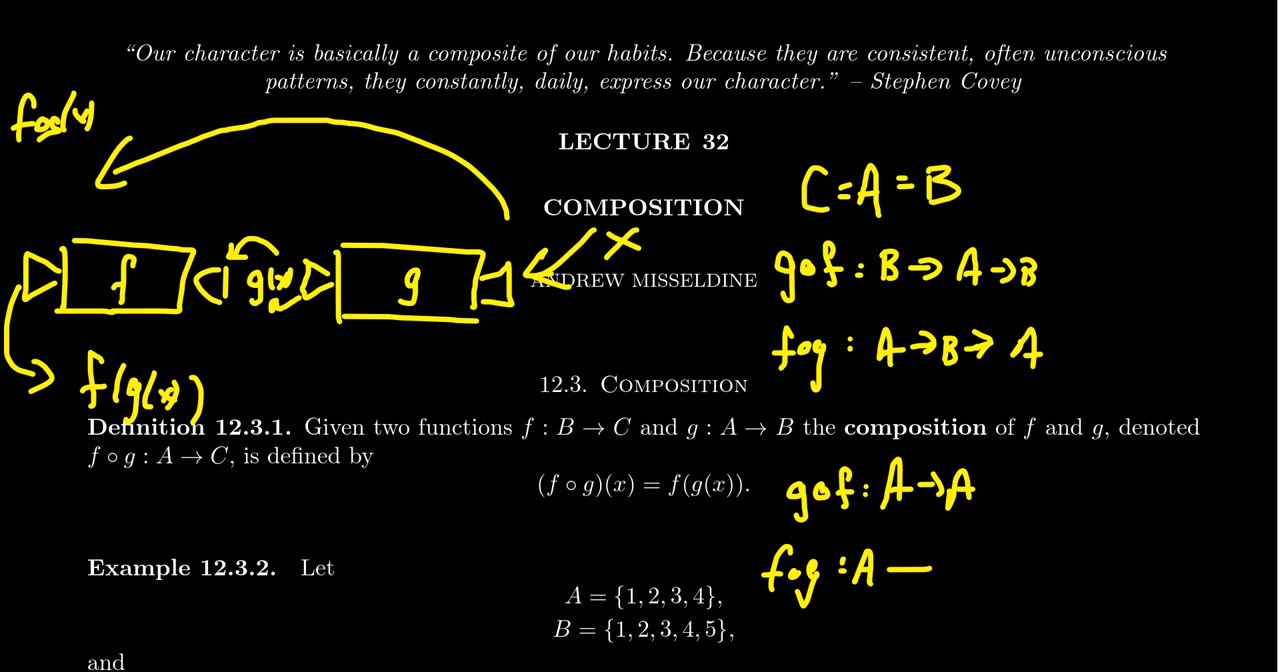 “Our character is basically a composite of our habits. Because they are consistent, often unconscious
patterns, they constantly, daily, express our character.” – Stephen Covey
LECTURE 32
COMPOSITION
ANDREW MISSELDINE
f
g(x)
g
x
f(g(x))
C = A = B
g∘f : B → A → B
f∘g : A → B → A
12.3. Composition
Definition 12.3.1. Given two functions f : B → C and g : A → B the composition of f and g, denoted
f ∘ g : A → C, is defined by
(f ∘ g)(x) = f(g(x)).
g∘f : A → A
f∘g : A —
Example 12.3.2. Let
A = {1, 2, 3, 4},
B = {1, 2, 3, 4, 5},
and